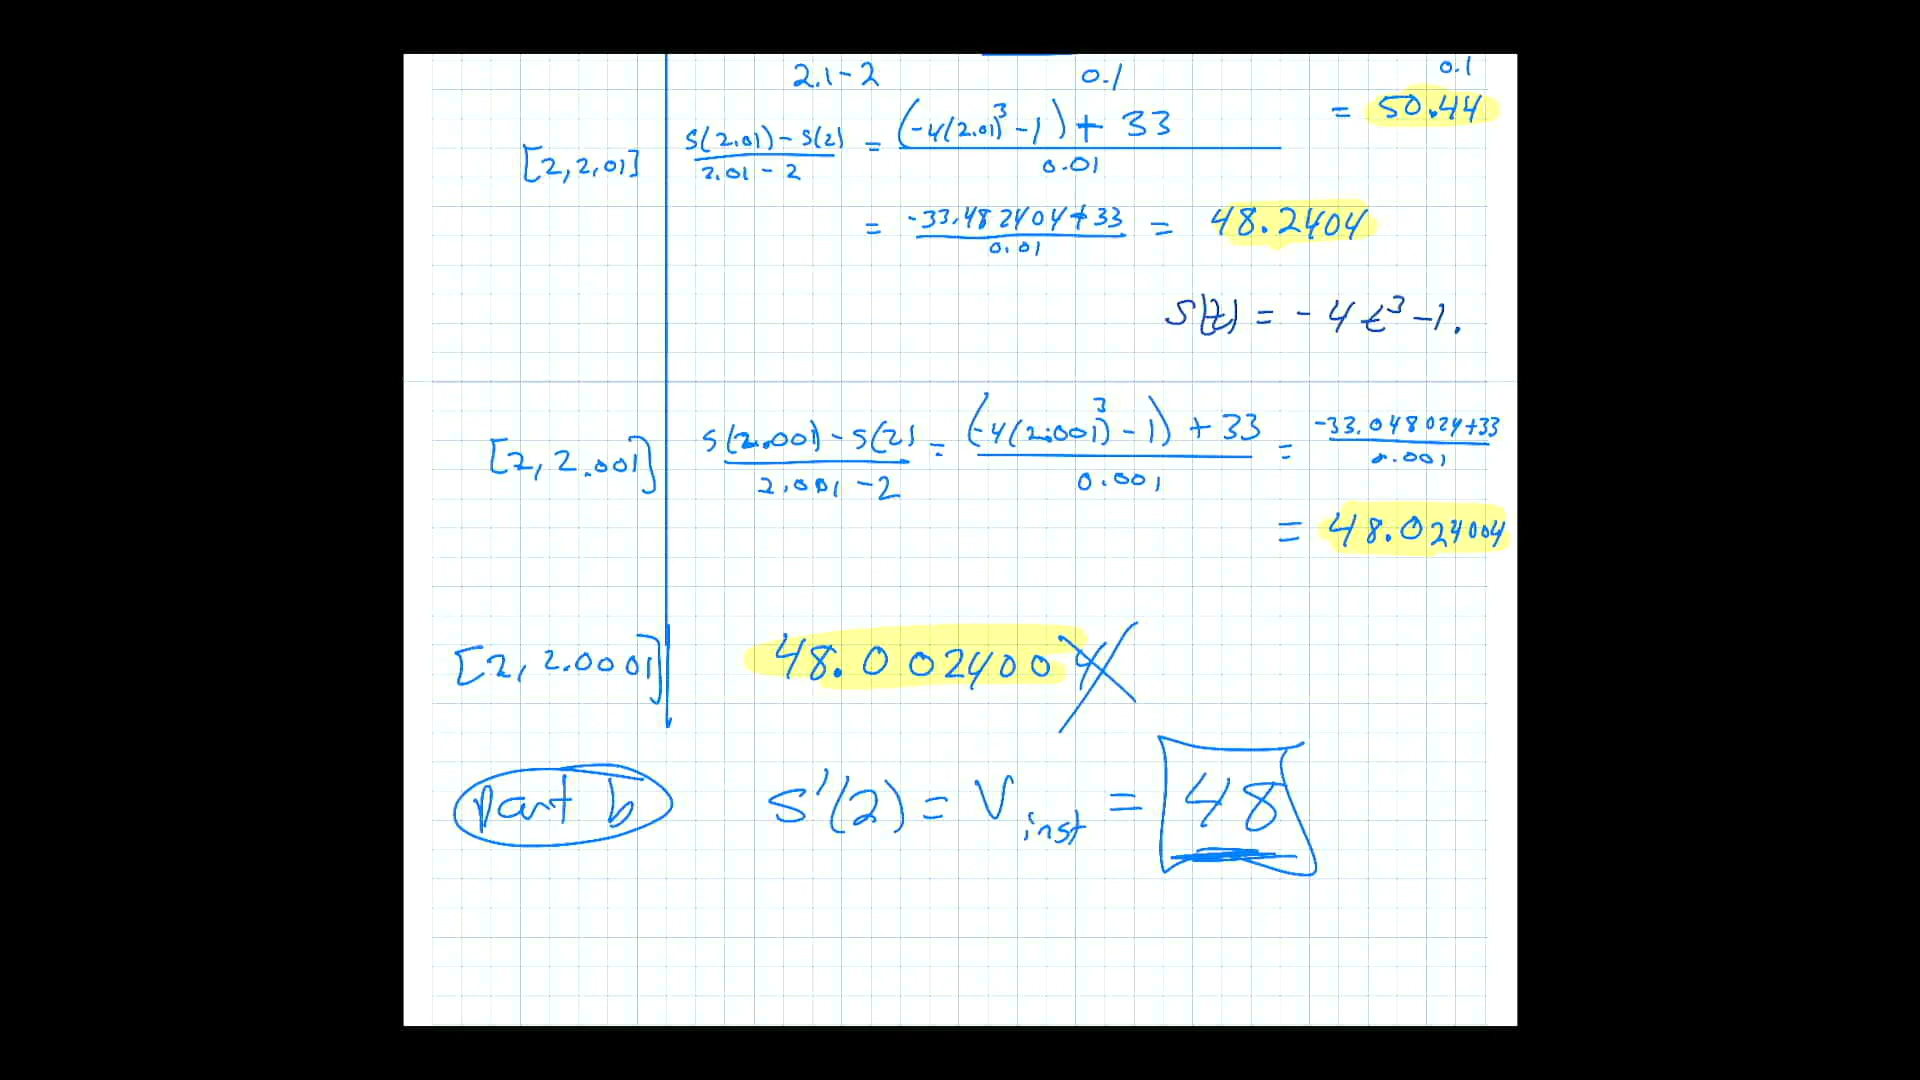 2.1-2 0.1 0.1
= 50.44
[2, 2.01] s(2.01) - s(2) / 2.01 - 2 = (-4(2.01)^3 - 1) + 33 / 0.01
= -33.482404 + 33 / 0.01 = 48.2404
s(t) = -4t^3 - 1.
[2, 2.001] s(2.001) - s(2) / 2.001 - 2 = (-4(2.001)^3 - 1) + 33 / 0.001 = -33.048024+33 / 0.001
= 48.024004
[2, 2.0001] 48.0024004
part b s'(2) = V inst = 48